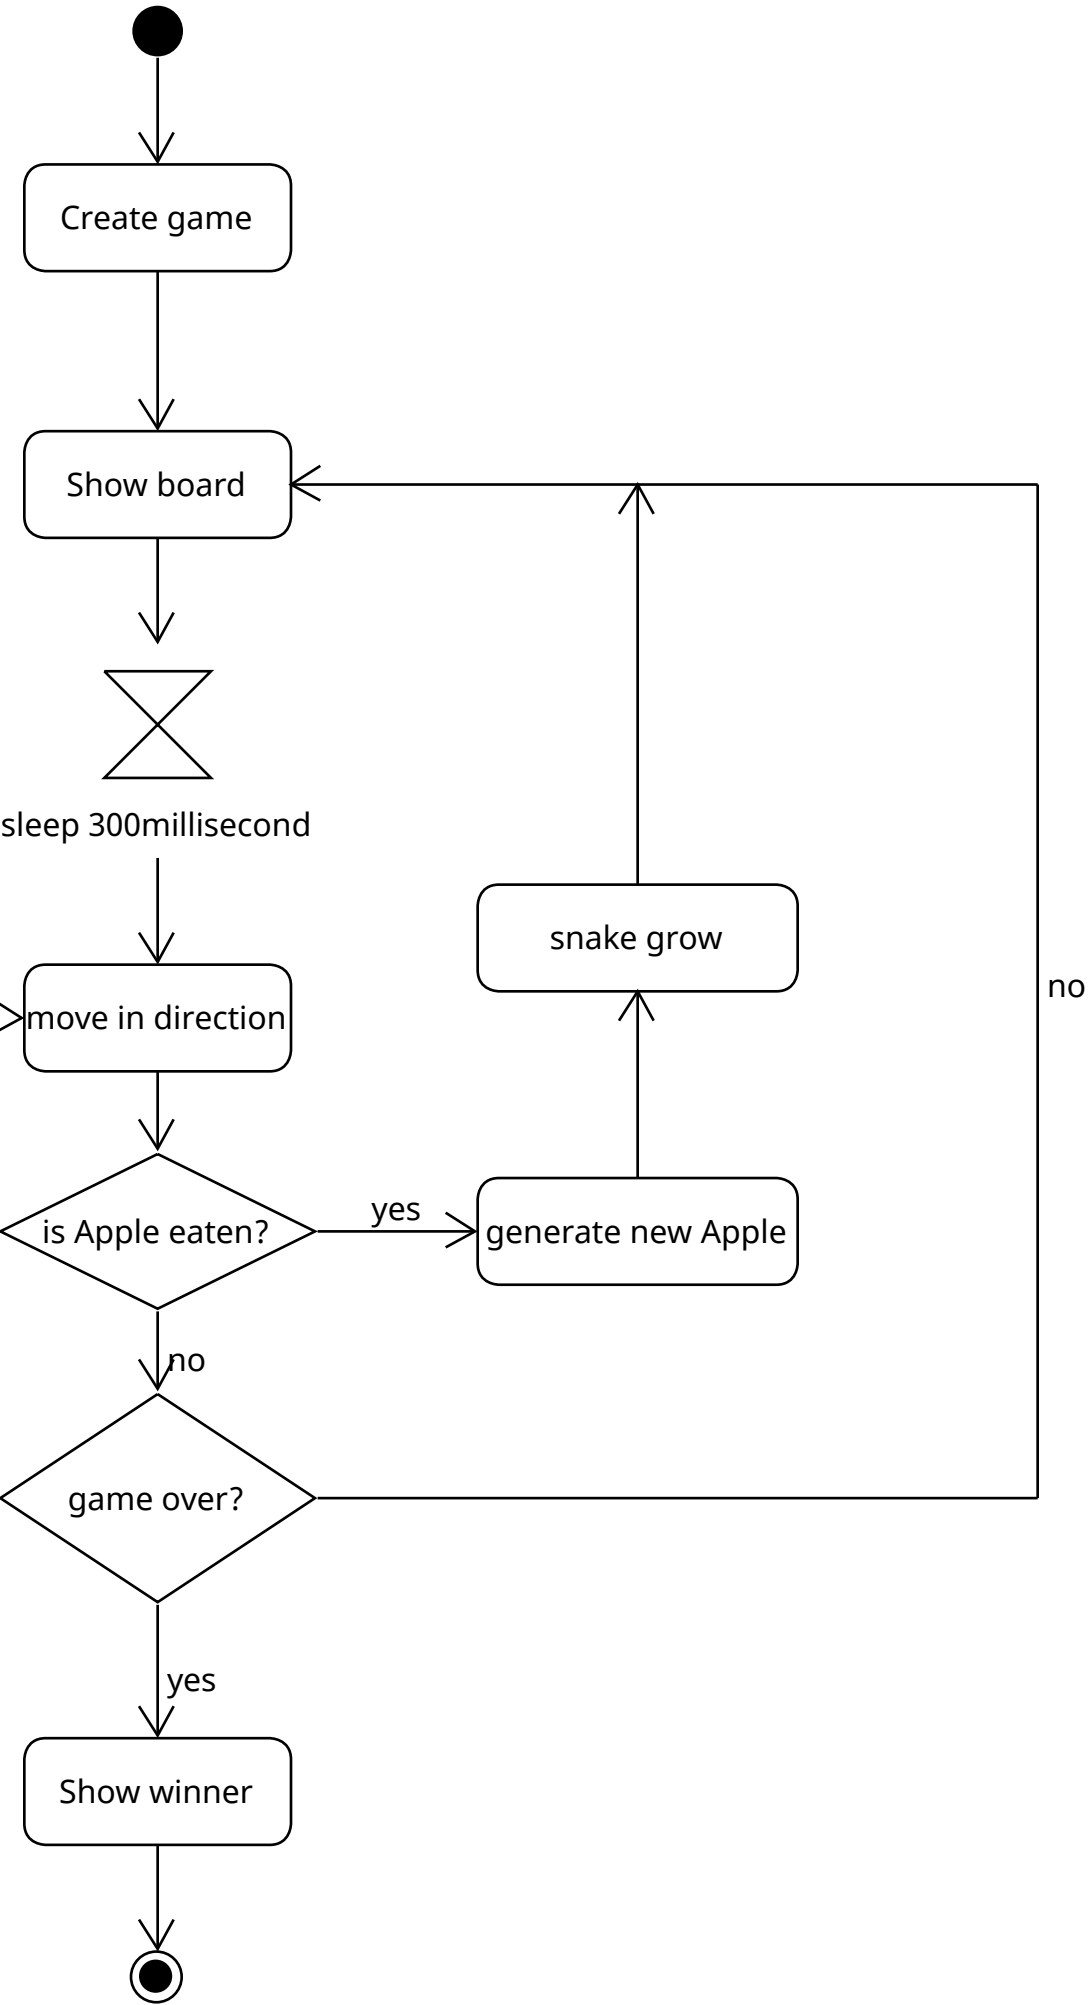 Create game
Show board
sleep 300millisecond
snake grow
no
move in direction
is Apple eaten?
yes
generate new Apple
no
game over?
yes
Show winner